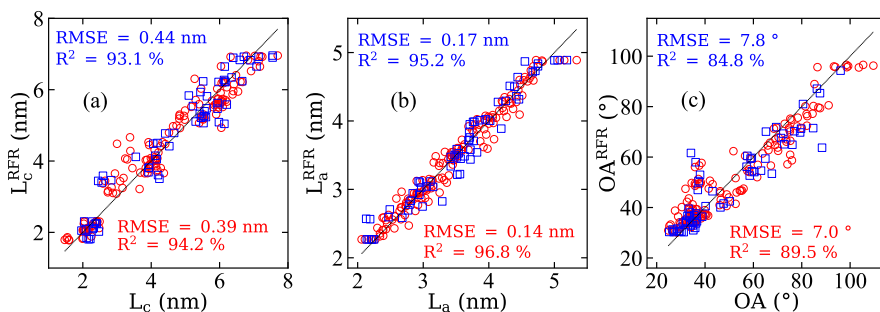 RMSE = 0.44 nm
R² = 93.1 %
(a)
RMSE = 0.39 nm
R² = 94.2 %
8
6
4
2
2
4
6
8
L_c^RFR (nm)
L_c (nm)
RMSE = 0.17 nm
R² = 95.2 %
(b)
RMSE = 0.14 nm
R² = 96.8 %
5
4
3
2
2
3
4
5
L_a^RFR (nm)
L_a (nm)
RMSE = 7.8 °
R² = 84.8 %
(c)
RMSE = 7.0 °
R² = 89.5 %
100
80
60
40
20
20
40
60
80
100
OA^RFR (°)
OA (°)